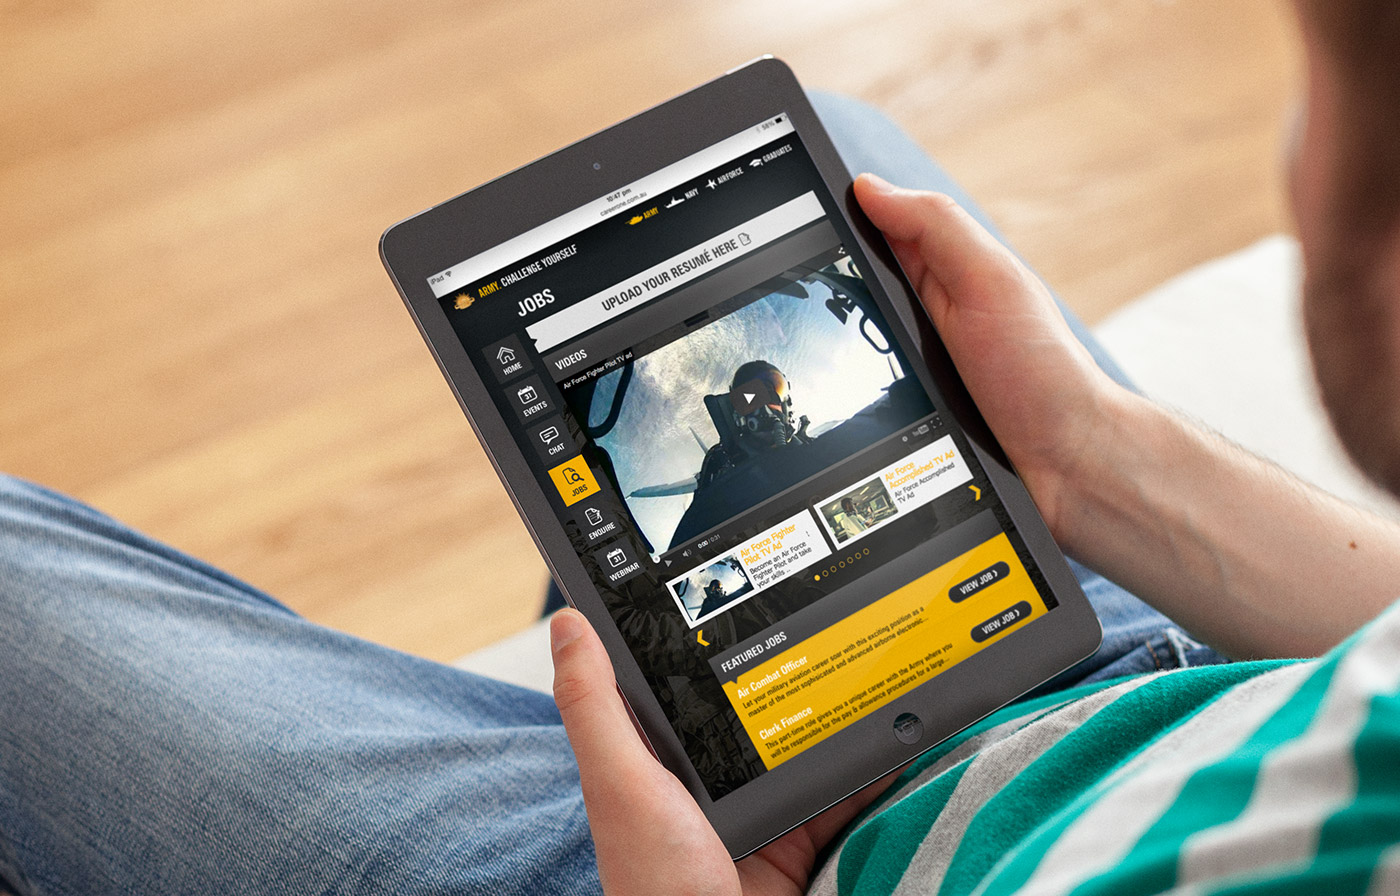 iPad
10:47 pm
58%
careerone.com.au
ARMY
NAVY
AIRFORCE
GRADUATES
ARMY. CHALLENGE YOURSELF
JOBS
UPLOAD YOUR RESUMÉ HERE
HOME
31
EVENTS
CHAT
JOBS
ENQUIRE
31
WEBINAR
VIDEOS
Air Force Fighter Pilot TV ad
0:00 / 0:31
YouTube
Air Force Fighter
Pilot TV Ad
Become an Air Force
Fighter Pilot and take
your skills ...
Air Force
Accomplished TV Ad
Air Force Accomplished
TV Ad
FEATURED JOBS
Air Combat Officer
Let your military aviation career soar with this exciting position as a
master of the most sophisicated and advanced airborne electronic...
VIEW JOB
Clerk Finance
This part-time role gives you a unique career with the Army where you
will be responsible for the pay & allowance procedures for a large...
VIEW JOB